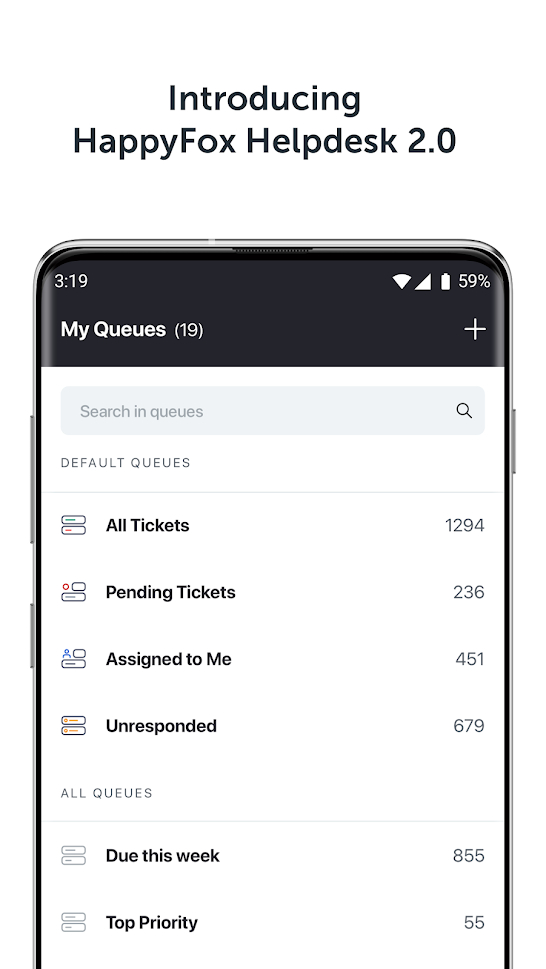 Introducing
HappyFox Helpdesk 2.0
3:19 59%
My Queues (19)
Search in queues
DEFAULT QUEUES
All Tickets 1294
Pending Tickets 236
Assigned to Me 451
Unresponded 679
ALL QUEUES
Due this week 855
Top Priority 55